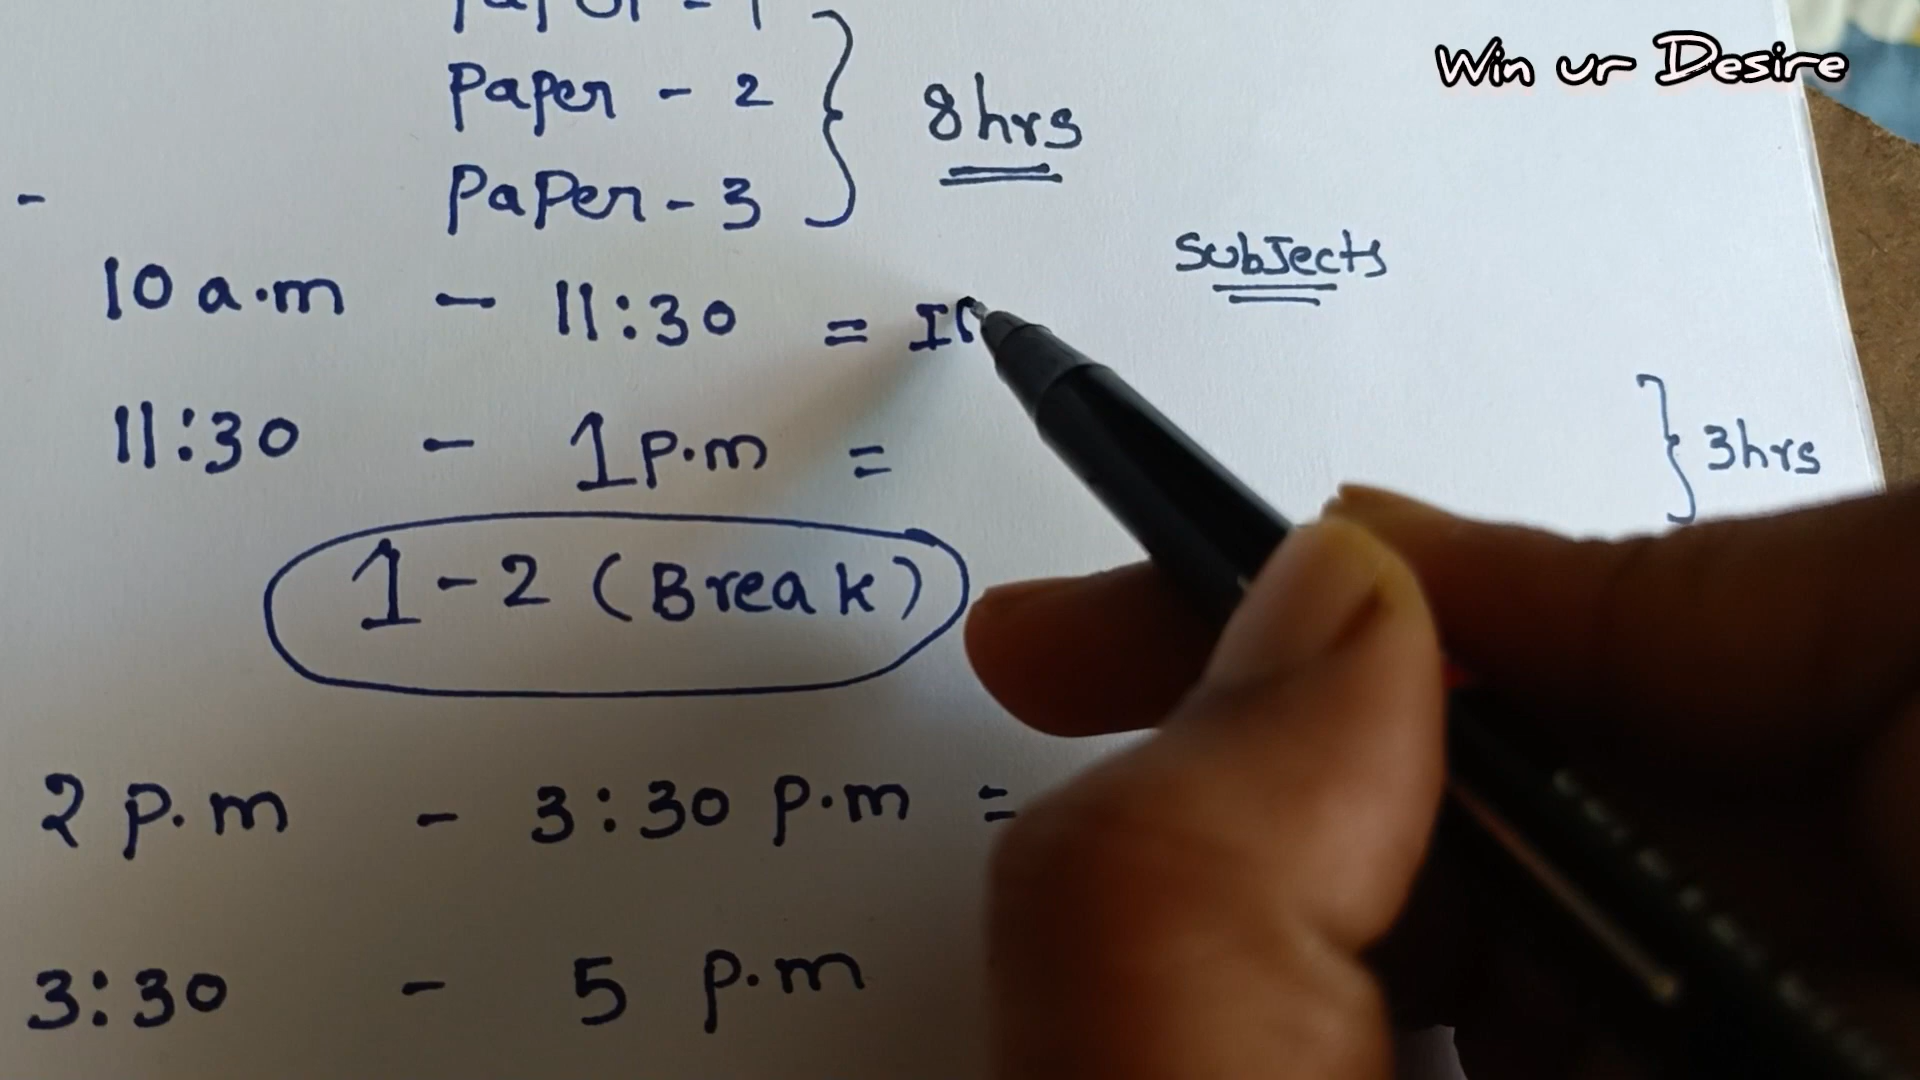 Win ur Desire
Paper - 2
8hrs
Paper - 3
Subjects
10 a.m - 11:30 =
11:30 - 1 p.m =
3hrs
1 - 2 (Break)
2 p.m - 3:30 p.m =
3:30 - 5 p.m